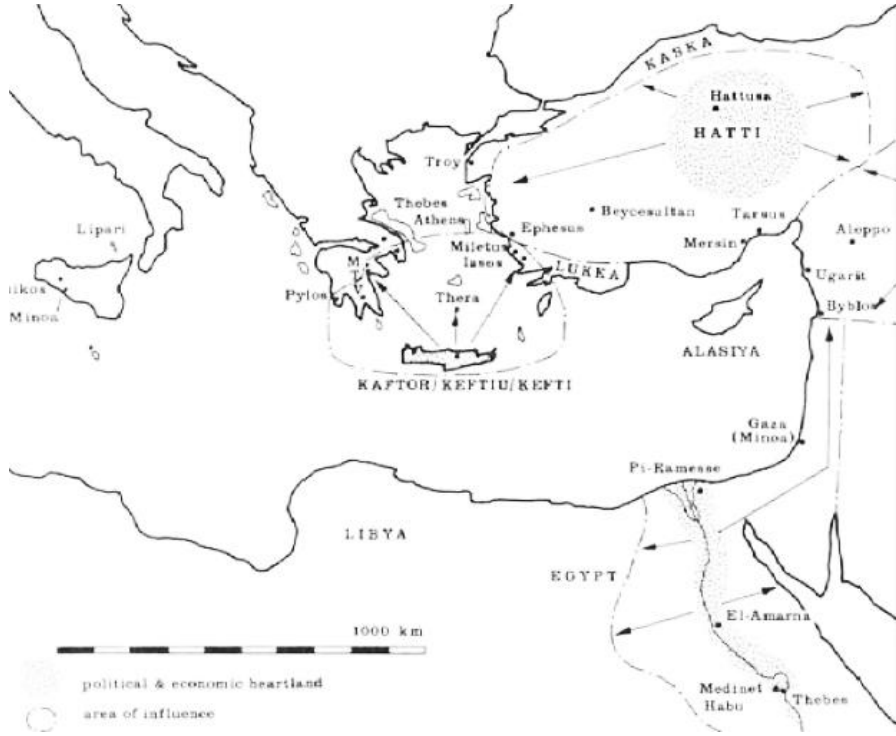 KASKA
Hattusa
HATTI
Troy
Thebes
Athens
Ephesus
Beycesultan
Tarsus
Mersin
Aleppo
Lipari
Miletus
Iasos
LUKKA
Ugarit
M
T
V
Pylos
Thera
Byblos
uikos
Minoa
ALASIYA
KAFTOR/KEFTIU/KEFTI
Gaza
(Minoa)
Pi-Ramesse
LIBYA
EGYPT
El-Amarna
1000 km
political & economic heartland
area of influence
Medinet
Habu
Thebes